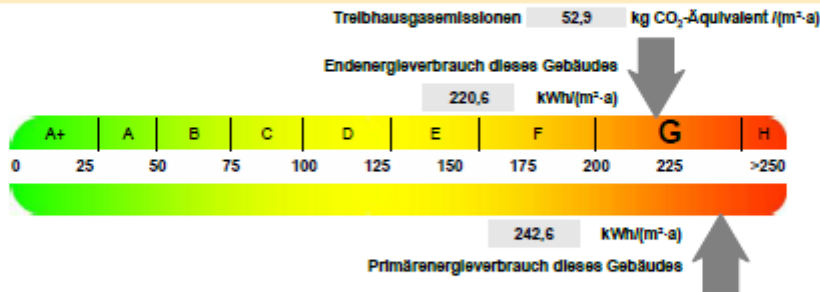 Treibhausgasemissionen 52,9 kg CO₂-Äquivalent /(m²·a)
Endenergieverbrauch dieses Gebäudes
220,6 kWh/(m²·a)
A+ A B C D E F G H
0 25 50 75 100 125 150 175 200 225 >250
242,6 kWh/(m²·a)
Primärenergieverbrauch dieses Gebäudes